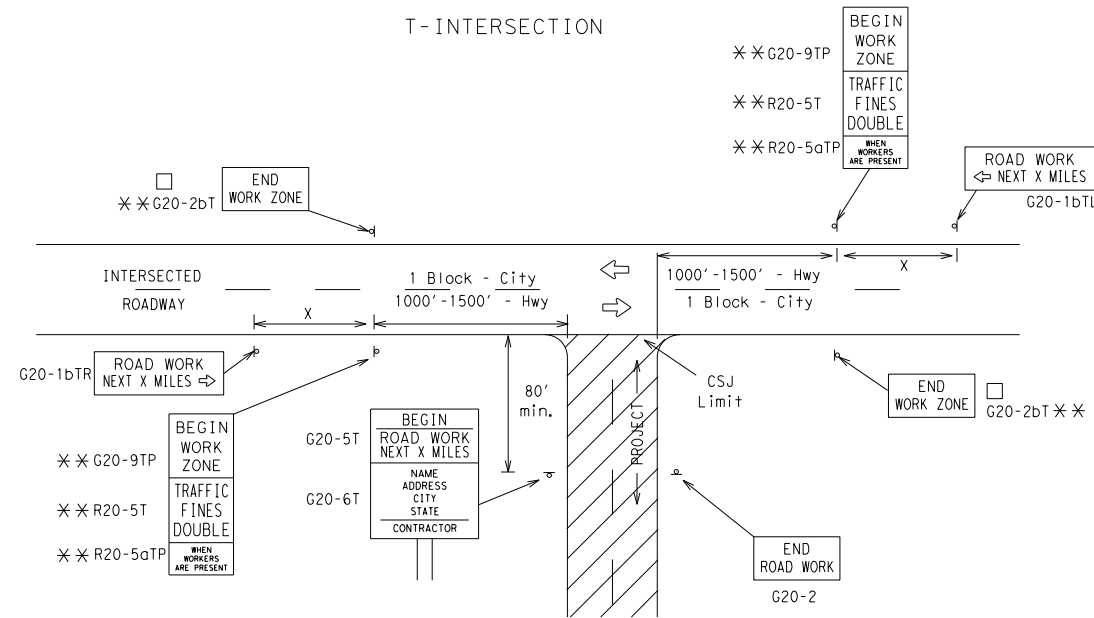 T-INTERSECTION
BEGIN
WORK
ZONE
TRAFFIC
FINES
DOUBLE
WHEN
WORKERS
ARE PRESENT
✳✳G20-9TP
✳✳R20-5T
✳✳R20-5aTP
ROAD WORK
⇦ NEXT X MILES
G20-1bTL
□
✳✳G20-2bT
END
WORK ZONE
INTERSECTED
ROADWAY
1 Block - City
1000'-1500' - Hwy
1000'-1500' - Hwy
1 Block - City
X
X
G20-1bTR
ROAD WORK
NEXT X MILES ⇨
80'
min.
CSJ
Limit
PROJECT
END
WORK ZONE
□
G20-2bT✳✳
✳✳G20-9TP
✳✳R20-5T
✳✳R20-5aTP
BEGIN
WORK
ZONE
TRAFFIC
FINES
DOUBLE
WHEN
WORKERS
ARE PRESENT
G20-5T
G20-6T
BEGIN
ROAD WORK
NEXT X MILES
NAME
ADDRESS
CITY
STATE
CONTRACTOR
END
ROAD WORK
G20-2